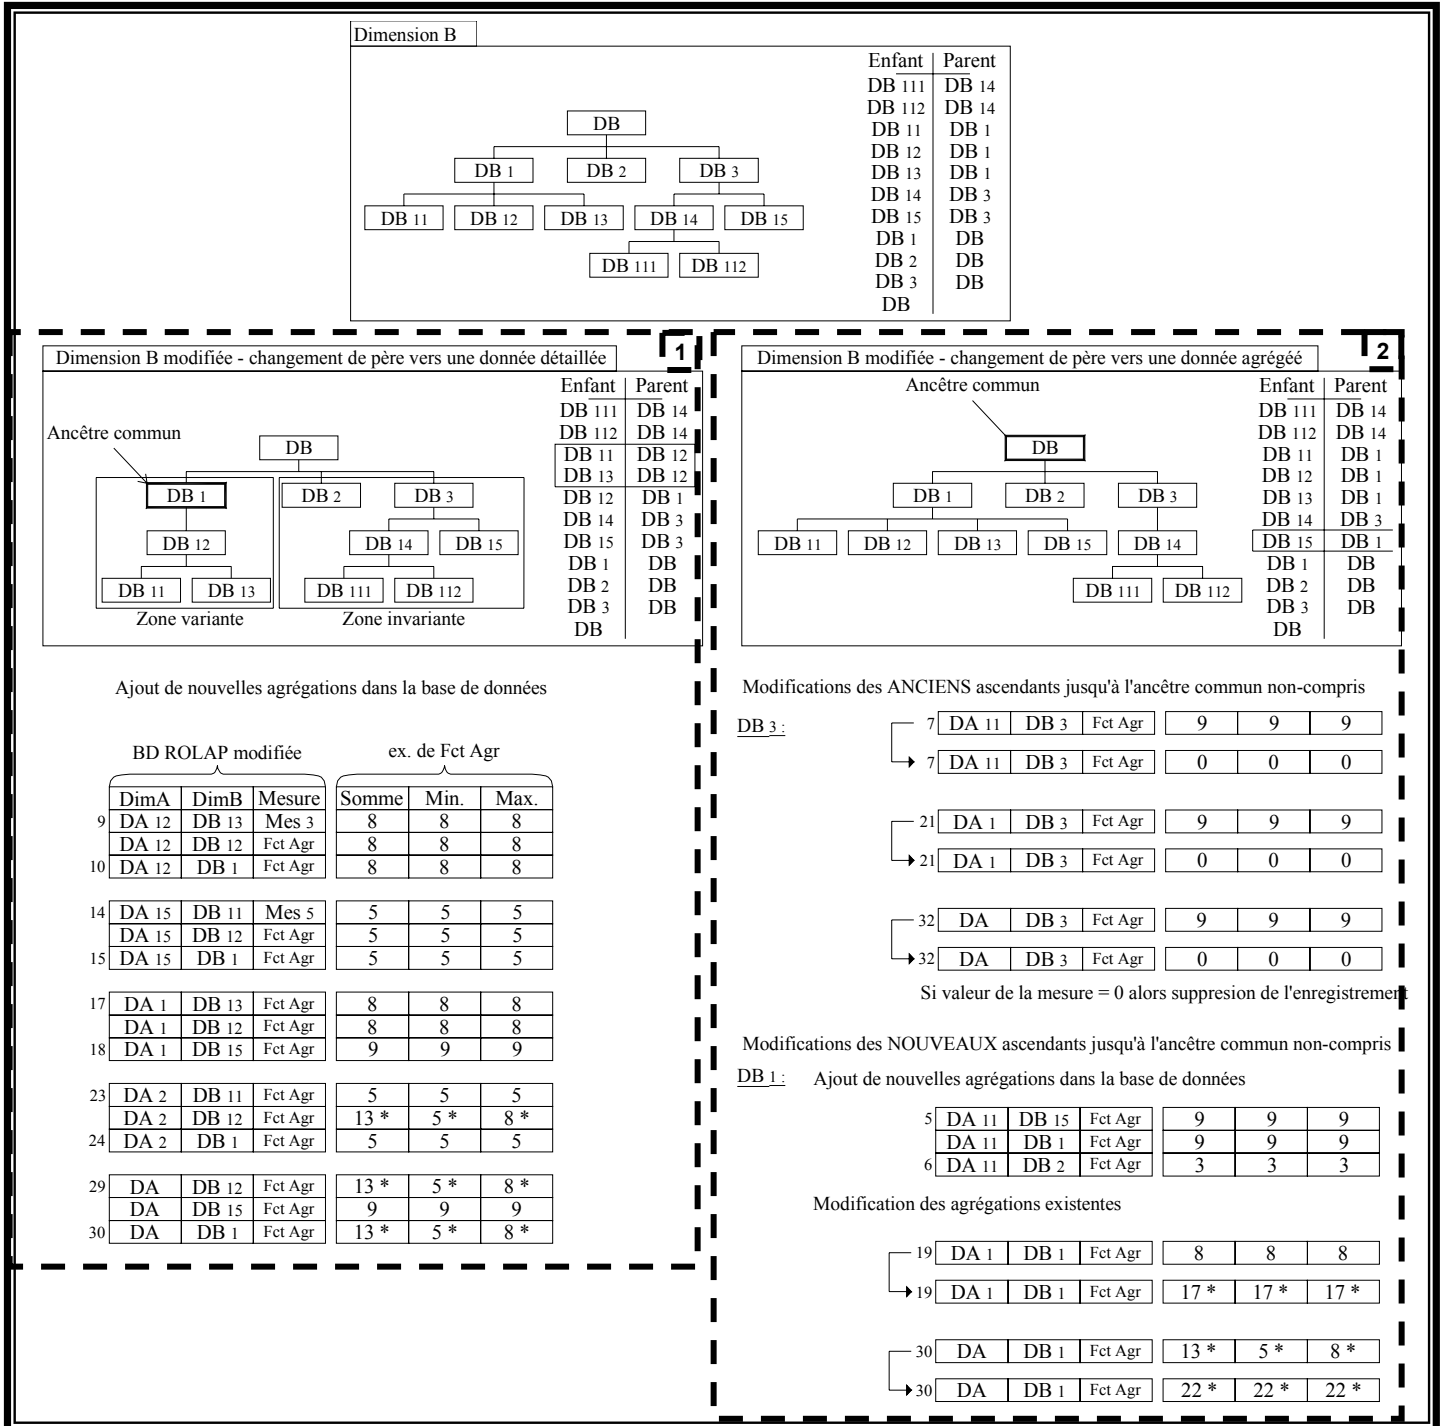 Dimension B
Enfant Parent
DB 111 DB 14
DB 112 DB 14
DB 11 DB 1
DB 12 DB 1
DB 13 DB 1
DB 14 DB 3
DB 15 DB 3
DB 1 DB
DB 2 DB
DB 3 DB
DB
DB
DB 1 DB 2 DB 3
DB 11 DB 12 DB 13 DB 14 DB 15
DB 111 DB 112
1
Dimension B modifiée - changement de père vers une donnée détaillée
Enfant Parent
DB 111 DB 14
DB 112 DB 14
DB 11 DB 12
DB 13 DB 12
DB 12 DB 1
DB 14 DB 3
DB 15 DB 3
DB 1 DB
DB 2 DB
DB 3 DB
DB
Ancêtre commun
DB
DB 1 DB 2 DB 3
DB 12 DB 14 DB 15
DB 11 DB 13 DB 111 DB 112
Zone variante Zone invariante
Ajout de nouvelles agrégations dans la base de données
BD ROLAP modifiée ex. de Fct Agr
DimA DimB Mesure Somme Min. Max.
9 DA 12 DB 13 Mes 3 8 8 8
DA 12 DB 12 Fct Agr 8 8 8
10 DA 12 DB 1 Fct Agr 8 8 8
14 DA 15 DB 11 Mes 5 5 5 5
DA 15 DB 12 Fct Agr 5 5 5
15 DA 15 DB 1 Fct Agr 5 5 5
17 DA 1 DB 13 Fct Agr 8 8 8
DA 1 DB 12 Fct Agr 8 8 8
18 DA 1 DB 15 Fct Agr 9 9 9
23 DA 2 DB 11 Fct Agr 5 5 5
DA 2 DB 12 Fct Agr 13 * 5 * 8 *
24 DA 2 DB 1 Fct Agr 5 5 5
29 DA DB 12 Fct Agr 13 * 5 * 8 *
DA DB 15 Fct Agr 9 9 9
30 DA DB 1 Fct Agr 13 * 5 * 8 *
2
Dimension B modifiée - changement de père vers une donnée agrégéé
Ancêtre commun
Enfant Parent
DB 111 DB 14
DB 112 DB 14
DB 11 DB 1
DB 12 DB 1
DB 13 DB 1
DB 14 DB 3
DB 15 DB 1
DB 1 DB
DB 2 DB
DB 3 DB
DB
DB
DB 1 DB 2 DB 3
DB 11 DB 12 DB 13 DB 15 DB 14
DB 111 DB 112
Modifications des ANCIENS ascendants jusqu'à l'ancêtre commun non-compris
DB 3 :
7 DA 11 DB 3 Fct Agr 9 9 9
7 DA 11 DB 3 Fct Agr 0 0 0
21 DA 1 DB 3 Fct Agr 9 9 9
21 DA 1 DB 3 Fct Agr 0 0 0
32 DA DB 3 Fct Agr 9 9 9
32 DA DB 3 Fct Agr 0 0 0
Si valeur de la mesure = 0 alors suppresion de l'enregistrement
Modifications des NOUVEAUX ascendants jusqu'à l'ancêtre commun non-compris
DB 1 : Ajout de nouvelles agrégations dans la base de données
5 DA 11 DB 15 Fct Agr 9 9 9
DA 11 DB 1 Fct Agr 9 9 9
6 DA 11 DB 2 Fct Agr 3 3 3
Modification des agrégations existentes
19 DA 1 DB 1 Fct Agr 8 8 8
19 DA 1 DB 1 Fct Agr 17 * 17 * 17 *
30 DA DB 1 Fct Agr 13 * 5 * 8 *
30 DA DB 1 Fct Agr 22 * 22 * 22 *